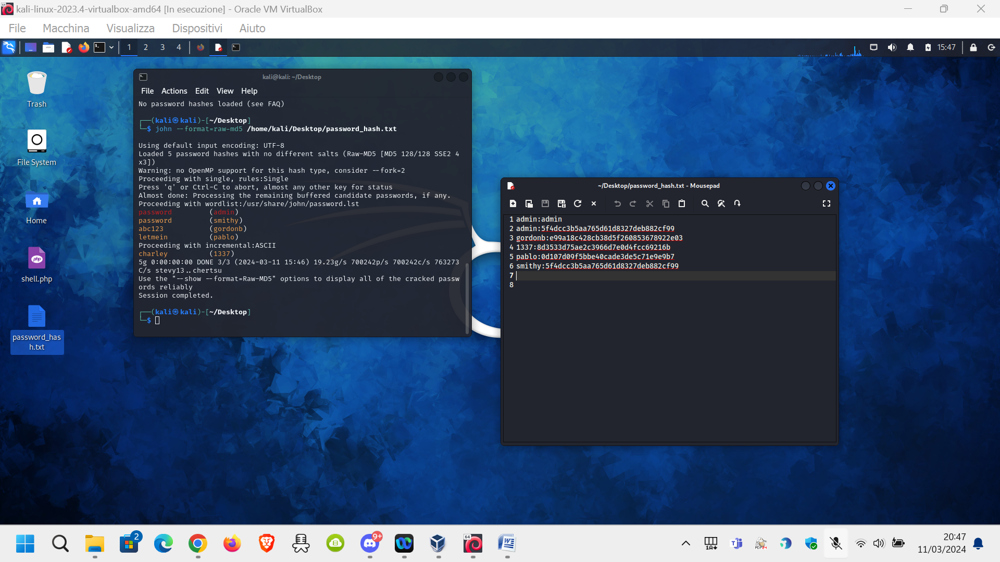 kali-linux-2023.4-virtualbox-amd64 [In esecuzione] - Oracle VM VirtualBox
File Macchina Visualizza Dispositivi Aiuto
1 2 3 4 15:47
Trash
File System
Home
shell.php
password_has
h.txt
kali@kali: ~/Desktop
File Actions Edit View Help
No password hashes loaded (see FAQ)
┌──(kali㉿kali)-[~/Desktop]
└─$ john --format=raw-md5 /home/kali/Desktop/password_hash.txt
Using default input encoding: UTF-8
Loaded 5 password hashes with no different salts (Raw-MD5 [MD5 128/128 SSE2 4
x3])
Warning: no OpenMP support for this hash type, consider --fork=2
Proceeding with single, rules:Single
Press 'q' or Ctrl-C to abort, almost any other key for status
Almost done: Processing the remaining buffered candidate passwords, if any.
Proceeding with wordlist:/usr/share/john/password.lst
password (admin)
password (smithy)
abc123 (gordonb)
letmein (pablo)
Proceeding with incremental:ASCII
charley (1337)
5g 0:00:00:00 DONE 3/3 (2024-03-11 15:46) 19.23g/s 700242p/s 700242c/s 763273
C/s stevy13..chertsu
Use the "--show --format=Raw-MD5" options to display all of the cracked passw
ords reliably
Session completed.
┌──(kali㉿kali)-[~/Desktop]
└─$
~/Desktop/password_hash.txt - Mousepad
1 admin:admin
2 admin:5f4dcc3b5aa765d61d8327deb882cf99
3 gordonb:e99a18c428cb38d5f260853678922e03
4 1337:8d3533d75ae2c3966d7e0d4fcc69216b
5 pablo:0d107d09f5bbe40cade3de5c71e9e9b7
6 smithy:5f4dcc3b5aa765d61d8327deb882cf99
7
8
2
9+
64
20:47
11/03/2024